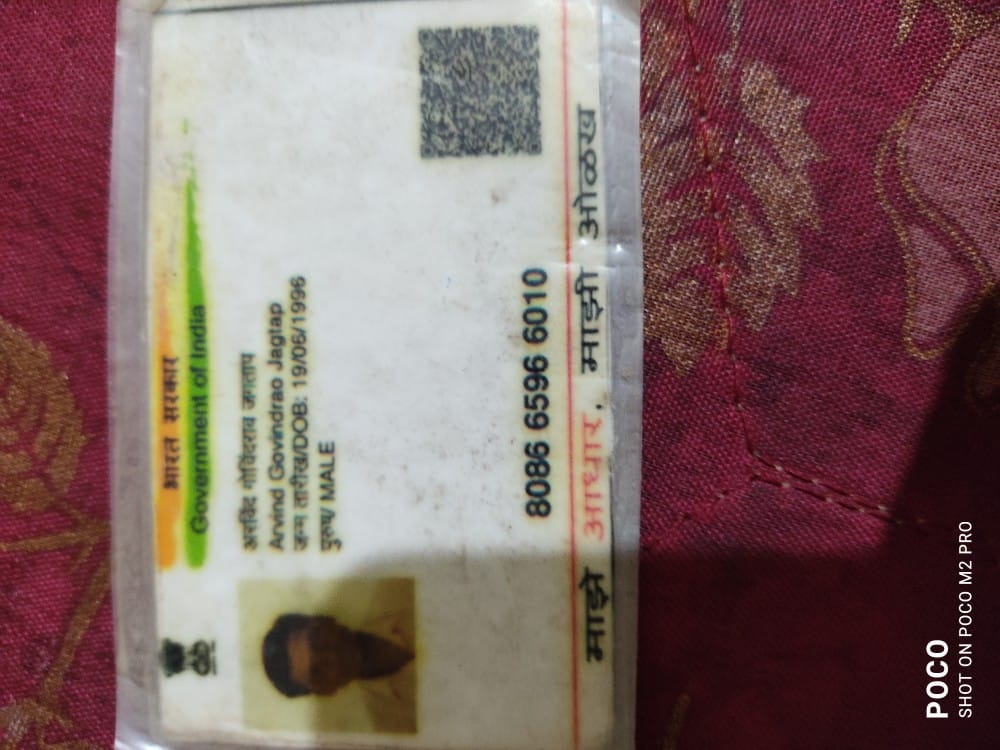 भारत सरकार
Government of India
अरविंद गोविंदराव जगताप
Arvind Govindrao Jagtap
जन्म तारीख/DOB: 19/06/1996
पुरुष/ MALE
8086 6596 6010
माझे आधार, माझी ओळख
POCO
SHOT ON POCO M2 PRO